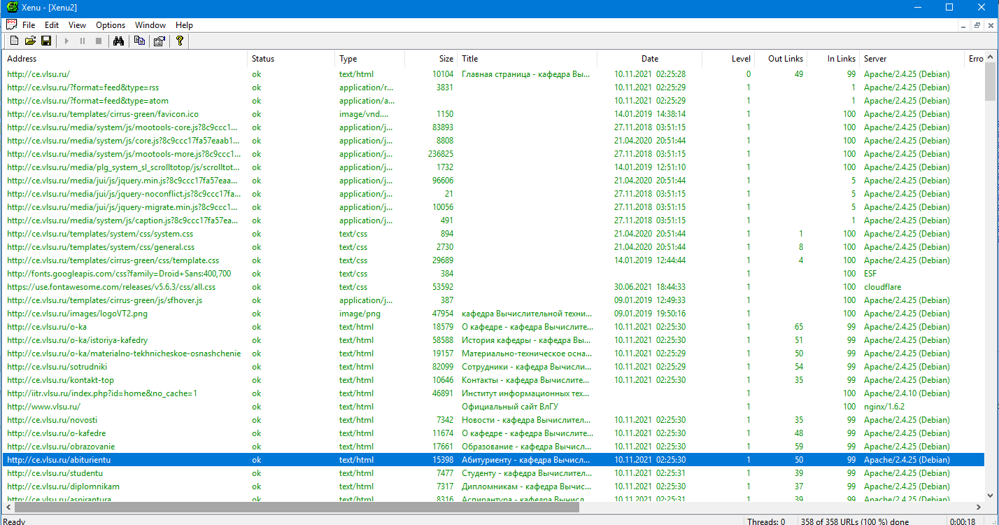 Xenu - [Xenu2]
File Edit View Options Window Help
Address Status Type Size Title Date Level Out Links In Links Server Erro
http://ce.vlsu.ru/ ok text/html 10104 Главная страница - кафедра Вы... 10.11.2021 02:25:28 0 49 99 Apache/2.4.25 (Debian)
http://ce.vlsu.ru/?format=feed&type=rss ok application/r... 3831 10.11.2021 02:25:29 1 1 Apache/2.4.25 (Debian)
http://ce.vlsu.ru/?format=feed&type=atom ok application/a... 10.11.2021 02:25:29 1 1 Apache/2.4.25 (Debian)
http://ce.vlsu.ru/templates/cirrus-green/favicon.ico ok image/vnd.... 1150 14.01.2019 14:38:14 1 100 Apache/2.4.25 (Debian)
http://ce.vlsu.ru/media/system/js/mootools-core.js?8c9ccc1... ok application/j... 83893 27.11.2018 03:51:15 1 100 Apache/2.4.25 (Debian)
http://ce.vlsu.ru/media/system/js/core.js?8c9ccc17fa57eaab1... ok application/j... 8808 21.04.2020 20:51:44 1 100 Apache/2.4.25 (Debian)
http://ce.vlsu.ru/media/system/js/mootools-more.js?8c9ccc1... ok application/j... 236825 27.11.2018 03:51:15 1 100 Apache/2.4.25 (Debian)
http://ce.vlsu.ru/media/plg_system_sl_scrolltotop/js/scrolltot... ok application/j... 1732 14.01.2019 12:51:10 1 100 Apache/2.4.25 (Debian)
http://ce.vlsu.ru/media/jui/js/jquery.min.js?8c9ccc17fa57eaa... ok application/j... 96606 21.04.2020 20:51:44 1 5 Apache/2.4.25 (Debian)
http://ce.vlsu.ru/media/jui/js/jquery-noconflict.js?8c9ccc17fa... ok application/j... 21 27.11.2018 03:51:15 1 5 Apache/2.4.25 (Debian)
http://ce.vlsu.ru/media/jui/js/jquery-migrate.min.js?8c9ccc1... ok application/j... 10056 27.11.2018 03:51:15 1 5 Apache/2.4.25 (Debian)
http://ce.vlsu.ru/media/system/js/caption.js?8c9ccc17fa57ea... ok application/j... 491 27.11.2018 03:51:15 1 1 Apache/2.4.25 (Debian)
http://ce.vlsu.ru/templates/system/css/system.css ok text/css 894 21.04.2020 20:51:44 1 1 100 Apache/2.4.25 (Debian)
http://ce.vlsu.ru/templates/system/css/general.css ok text/css 2730 21.04.2020 20:51:44 1 8 100 Apache/2.4.25 (Debian)
http://ce.vlsu.ru/templates/cirrus-green/css/template.css ok text/css 29689 14.01.2019 12:44:44 1 4 100 Apache/2.4.25 (Debian)
http://fonts.googleapis.com/css?family=Droid+Sans:400,700 ok text/css 384 1 100 ESF
https://use.fontawesome.com/releases/v5.6.3/css/all.css ok text/css 53592 30.06.2021 18:44:33 1 100 cloudflare
http://ce.vlsu.ru/templates/cirrus-green/js/sfhover.js ok application/j... 387 09.01.2019 12:49:33 1 100 Apache/2.4.25 (Debian)
http://ce.vlsu.ru/images/logoVT2.png ok image/png 47954 кафедра Вычислительной техни... 09.01.2019 19:50:16 1 100 Apache/2.4.25 (Debian)
http://ce.vlsu.ru/o-ka ok text/html 18579 О кафедре - кафедра Вычислите... 10.11.2021 02:25:30 1 65 99 Apache/2.4.25 (Debian)
http://ce.vlsu.ru/o-ka/istoriya-kafedry ok text/html 58588 История кафедры - кафедра Вы... 10.11.2021 02:25:30 1 51 99 Apache/2.4.25 (Debian)
http://ce.vlsu.ru/o-ka/materialno-tekhnicheskoe-osnashchenie ok text/html 19157 Материально-техническое осна... 10.11.2021 02:25:29 1 50 99 Apache/2.4.25 (Debian)
http://ce.vlsu.ru/sotrudniki ok text/html 82099 Сотрудники - кафедра Вычисли... 10.11.2021 02:25:29 1 54 99 Apache/2.4.25 (Debian)
http://ce.vlsu.ru/kontakt-top ok text/html 10646 Контакты - кафедра Вычислите... 10.11.2021 02:25:30 1 35 99 Apache/2.4.25 (Debian)
http://iitr.vlsu.ru/index.php?id=home&no_cache=1 ok text/html 46891 Институт информационных тех... 1 100 Apache/2.4.10 (Debian)
http://www.vlsu.ru/ ok text/html Официальный сайт ВлГУ 1 100 nginx/1.6.2
http://ce.vlsu.ru/novosti ok text/html 7342 Новости - кафедра Вычислител... 10.11.2021 02:25:30 1 35 99 Apache/2.4.25 (Debian)
http://ce.vlsu.ru/o-kafedre ok text/html 11674 О кафедре - кафедра Вычислите... 10.11.2021 02:25:30 1 48 99 Apache/2.4.25 (Debian)
http://ce.vlsu.ru/obrazovanie ok text/html 17661 Образование - кафедра Вычисл... 10.11.2021 02:25:30 1 59 99 Apache/2.4.25 (Debian)
http://ce.vlsu.ru/abiturientu ok text/html 15398 Абитуриенту - кафедра Вычисл... 10.11.2021 02:25:30 1 50 99 Apache/2.4.25 (Debian)
http://ce.vlsu.ru/studentu ok text/html 7477 Студенту - кафедра Вычислител... 10.11.2021 02:25:31 1 39 99 Apache/2.4.25 (Debian)
http://ce.vlsu.ru/diplomnikam ok text/html 7317 Дипломникам - кафедра Вычис... 10.11.2021 02:25:30 1 37 99 Apache/2.4.25 (Debian)
http://ce.vlsu.ru/aspirantura ok text/html 8316 Аспирантура - кафедра Вычисл... 10.11.2021 02:25:31 1 39 99 Apache/2.4.25 (Debian)
Ready Threads: 0 358 of 358 URLs (100 %) done 0:00:18